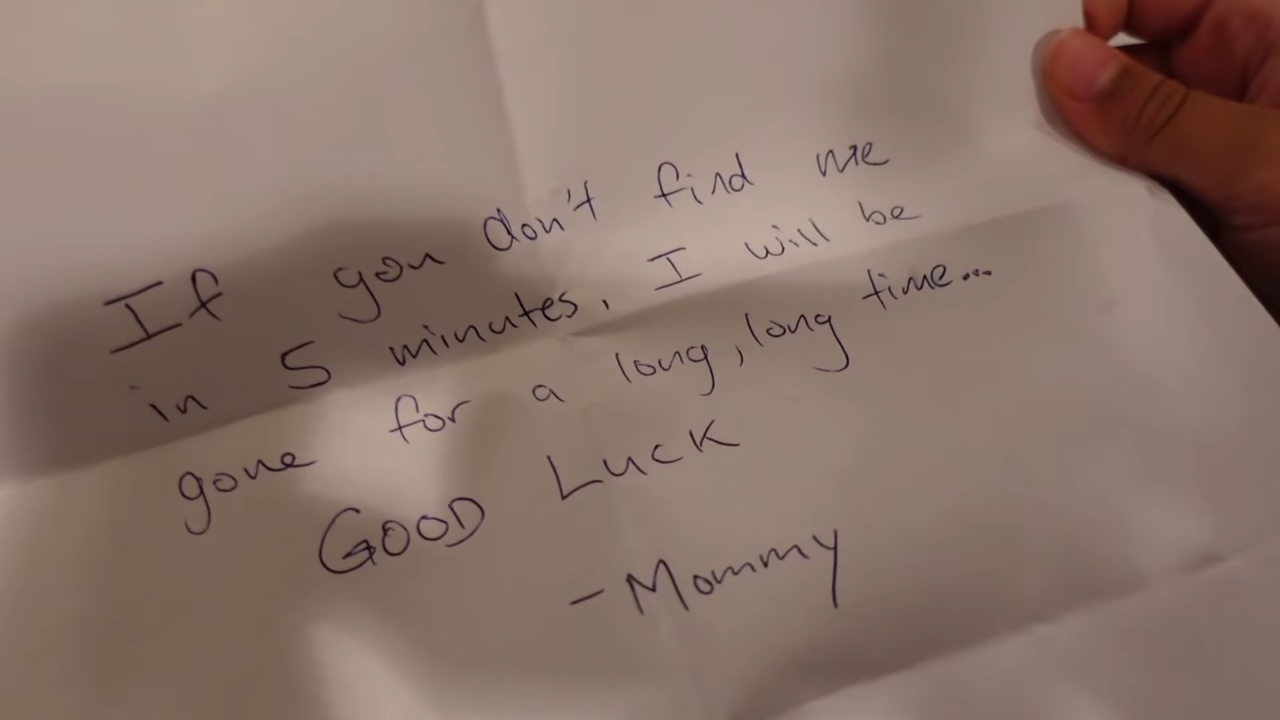 If you don't find me
in 5 minutes, I will be
gone for a long, long time...
GOOD LUCK
- Mommy